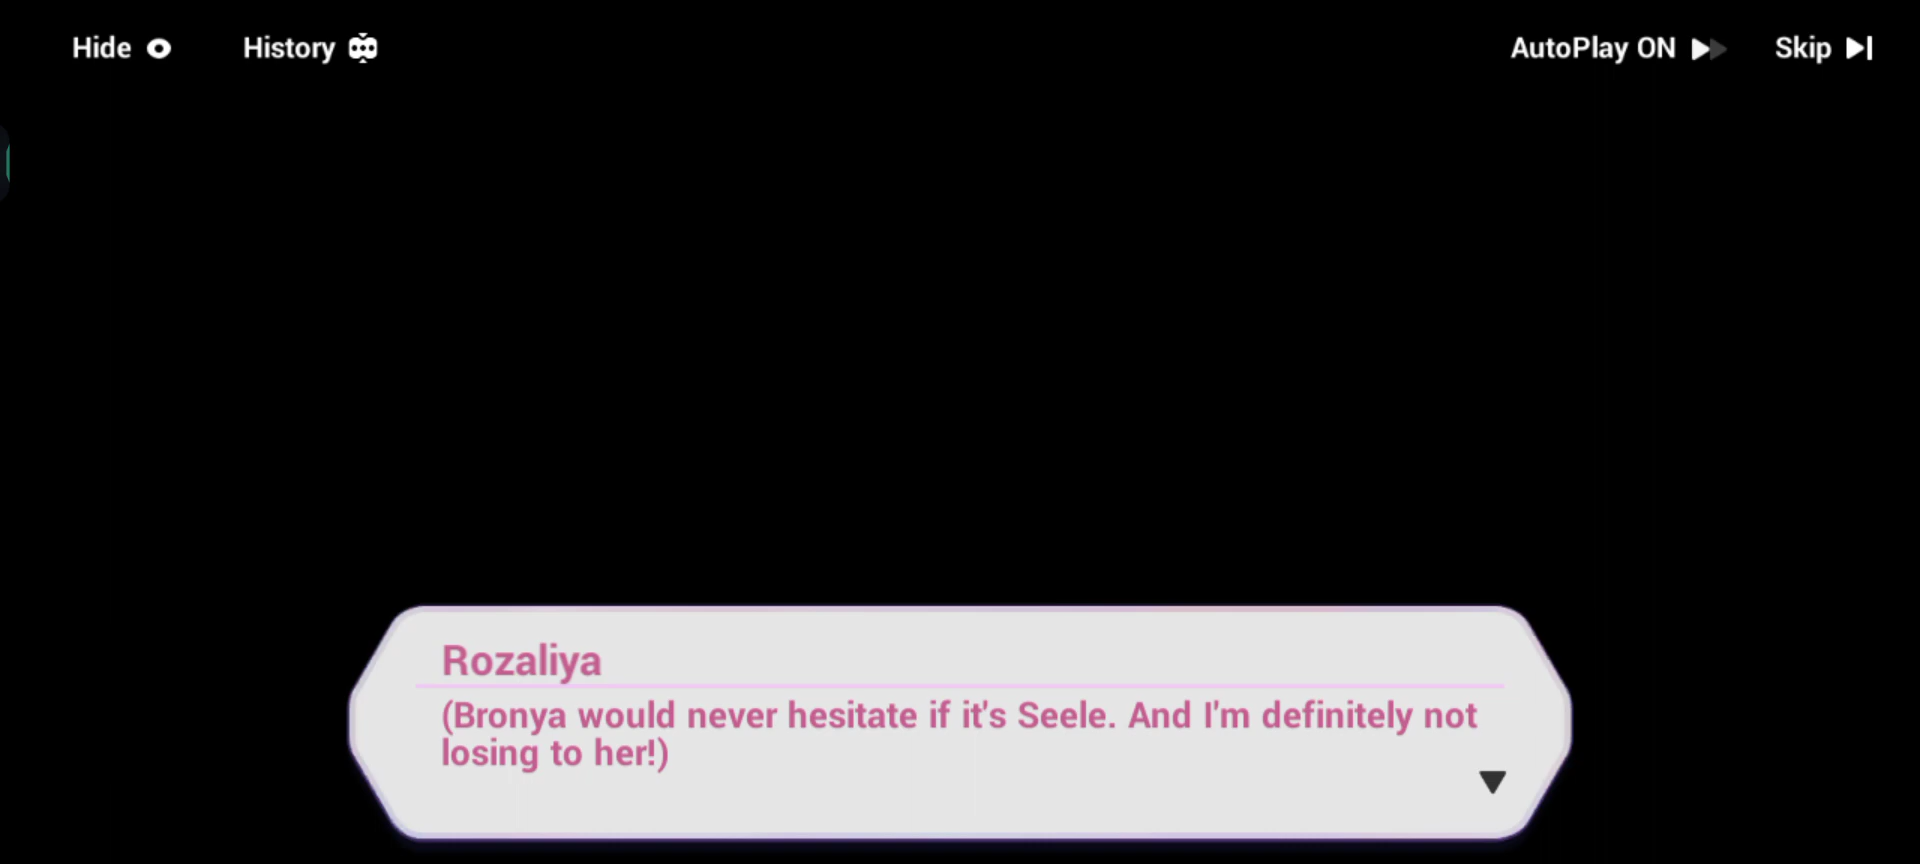 Hide
History
AutoPlay ON
Skip
Rozaliya
(Bronya would never hesitate if it's Seele. And I'm definitely not
losing to her!)